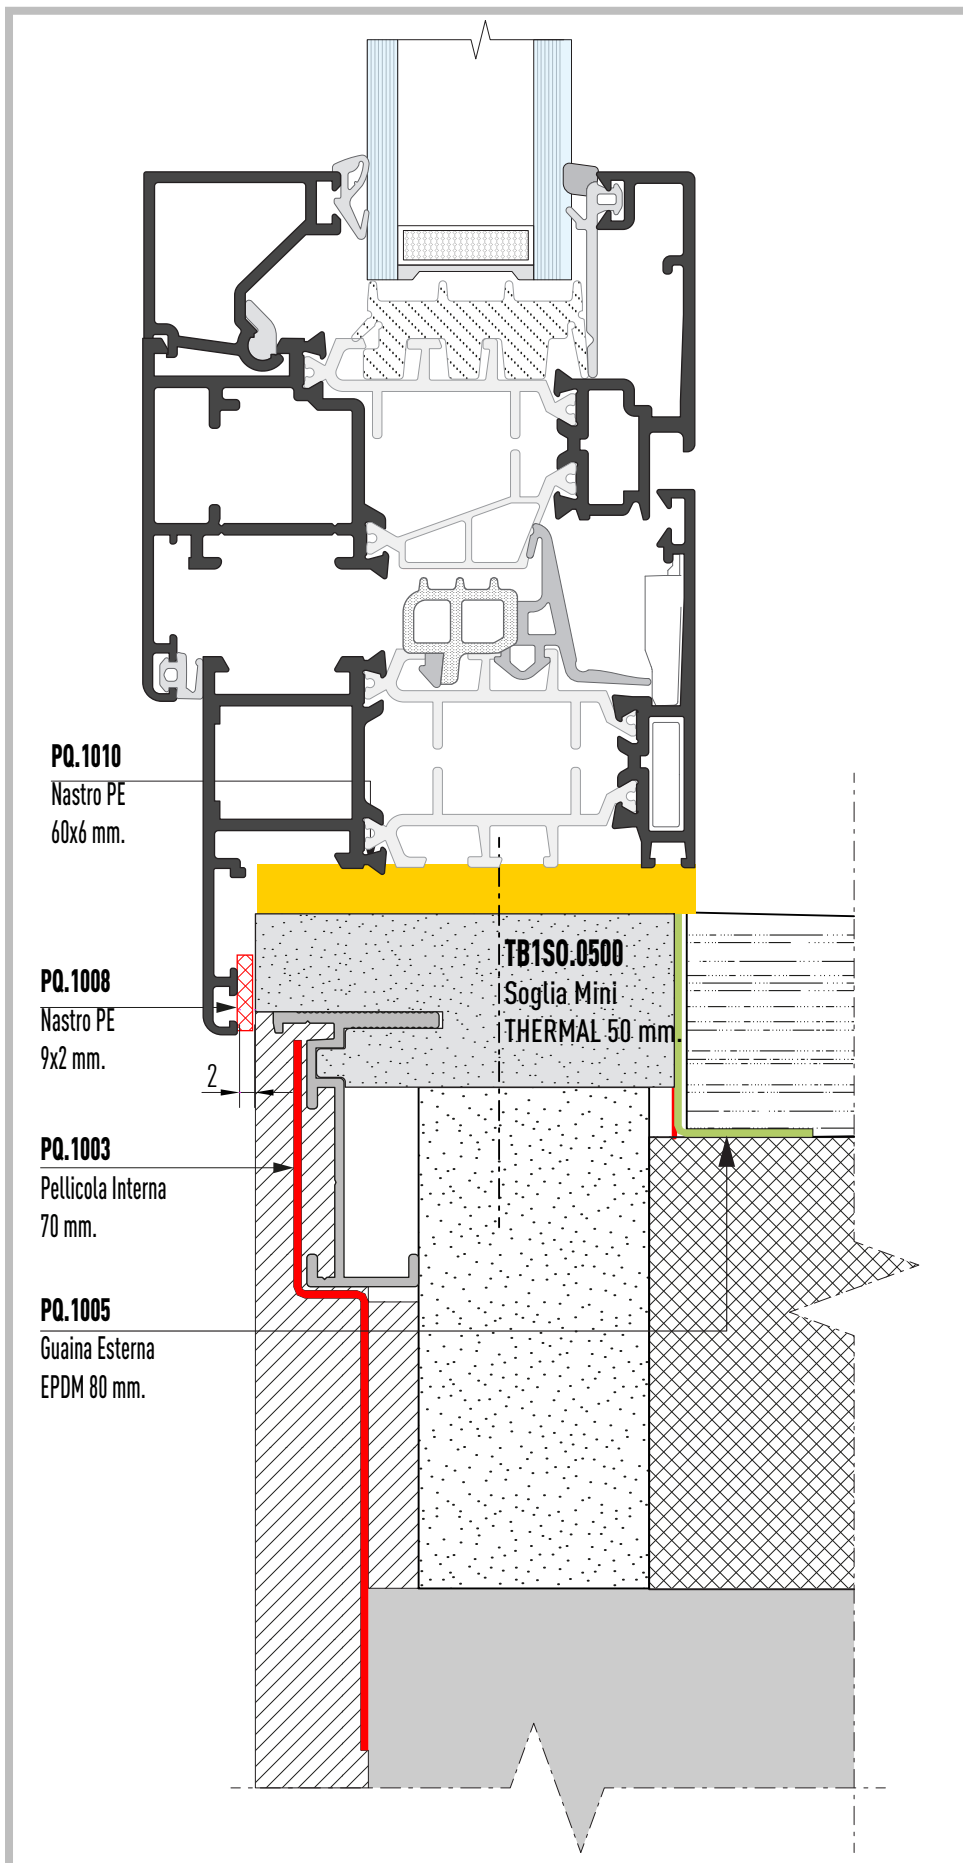 PQ.1010
Nastro PE
60x6 mm.
TB1SO.0500
Soglia Mini
THERMAL 50 mm.
PQ.1008
Nastro PE
9x2 mm.
2
PQ.1003
Pellicola Interna
70 mm.
PQ.1005
Guaina Esterna
EPDM 80 mm.